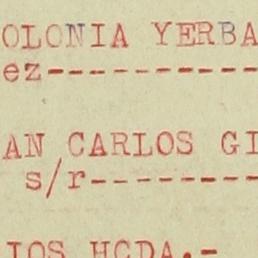 OLONIA YERBA
ez-----------
AN CARLOS GI
s/r---------
IOS HCDA.-